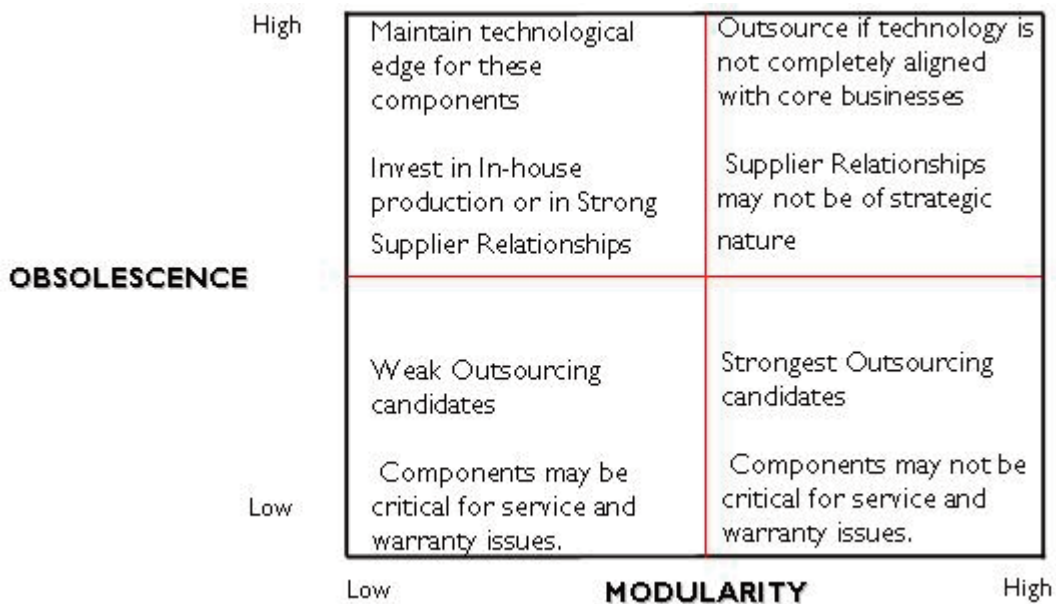 High
Maintain technological
edge for these
components
Invest in In-house
production or in Strong
Supplier Relationships
Outsource if technology is
not completely aligned
with core businesses
Supplier Relationships
may not be of strategic
nature
OBSOLESCENCE
Weak Outsourcing
candidates
Components may be
critical for service and
warranty issues.
Strongest Outsourcing
candidates
Components may not be
critical for service and
warranty issues.
Low
Low
MODULARITY
High